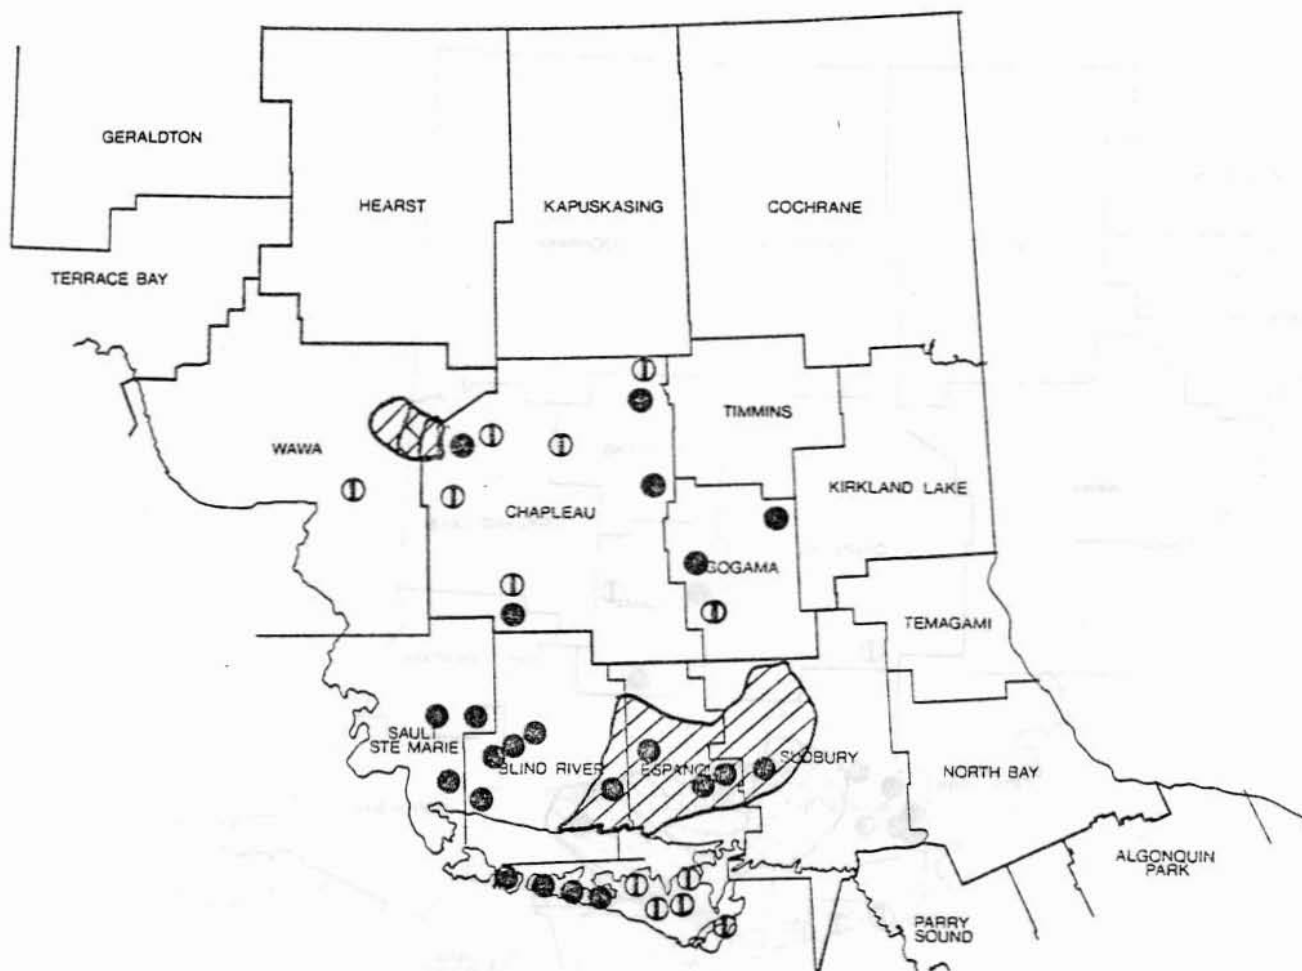 GERALDTON
HEARST
KAPUSKASING
COCHRANE
TERRACE BAY
TIMMINS
WAWA
KIRKLAND LAKE
CHAPLEAU
GOGAMA
TEMAGAMI
SAULT
STE MARIE
BLIND RIVER
ESPANOLA
SUDBURY
NORTH BAY
ALGONQUIN
PARK
PARRY
SOUND